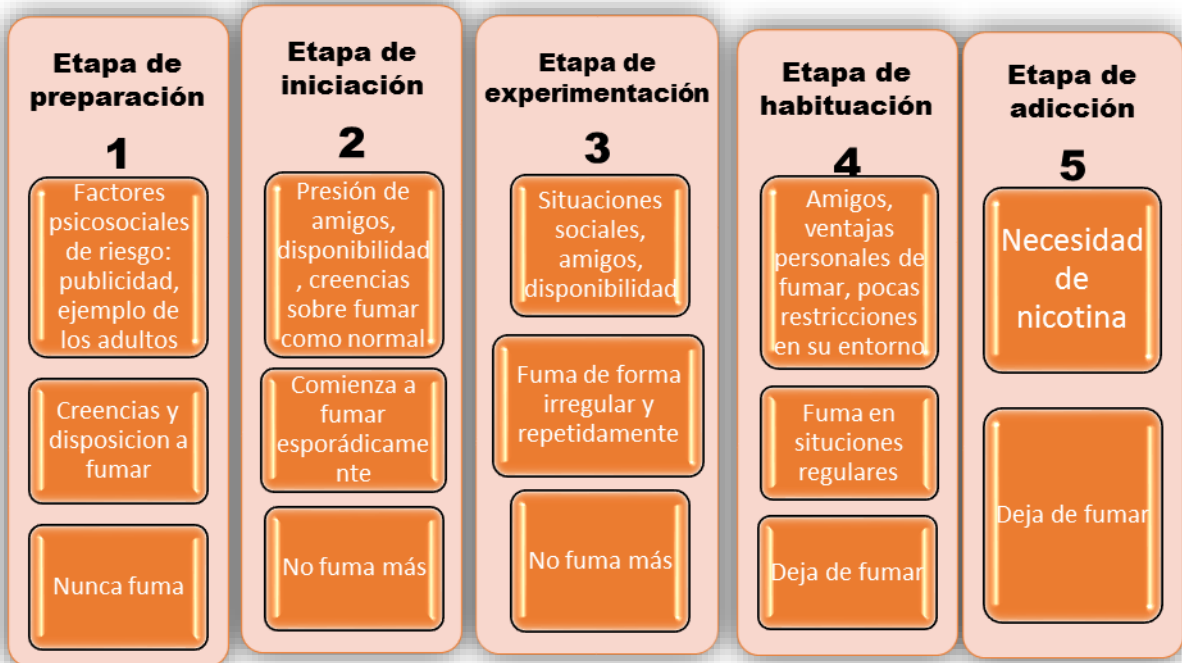 Etapa de
preparación
1
Factores
psicosociales
de riesgo:
publicidad,
ejemplo de
los adultos
Creencias y
disposicion a
fumar
Nunca fuma
Etapa de
iniciación
2
Presión de
amigos,
disponibilidad
, creencias
sobre fumar
como normal
Comienza a
fumar
esporádicame
nte
No fuma más
Etapa de
experimentación
3
Situaciones
sociales,
amigos,
disponibilidad
Fuma de forma
irregular y
repetidamente
No fuma más
Etapa de
habituación
4
Amigos,
ventajas
personales de
fumar, pocas
restricciones
en su entorno
Fuma en
situciones
regulares
Deja de fumar
Etapa de
adicción
5
Necesidad
de
nicotina
Deja de fumar